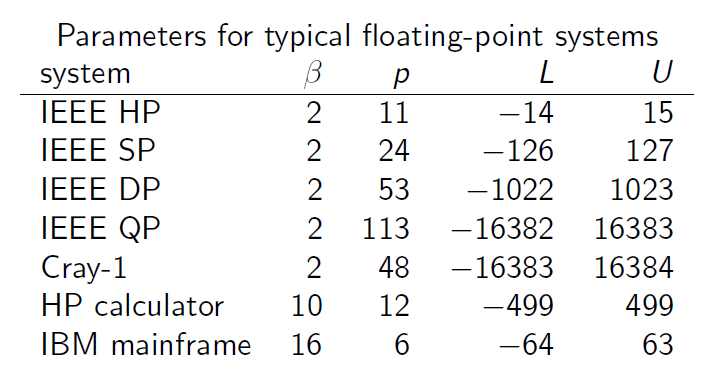 Parameters for typical floating-point systems
system β p L U
IEEE HP 2 11 −14 15
IEEE SP 2 24 −126 127
IEEE DP 2 53 −1022 1023
IEEE QP 2 113 −16382 16383
Cray-1 2 48 −16383 16384
HP calculator 10 12 −499 499
IBM mainframe 16 6 −64 63